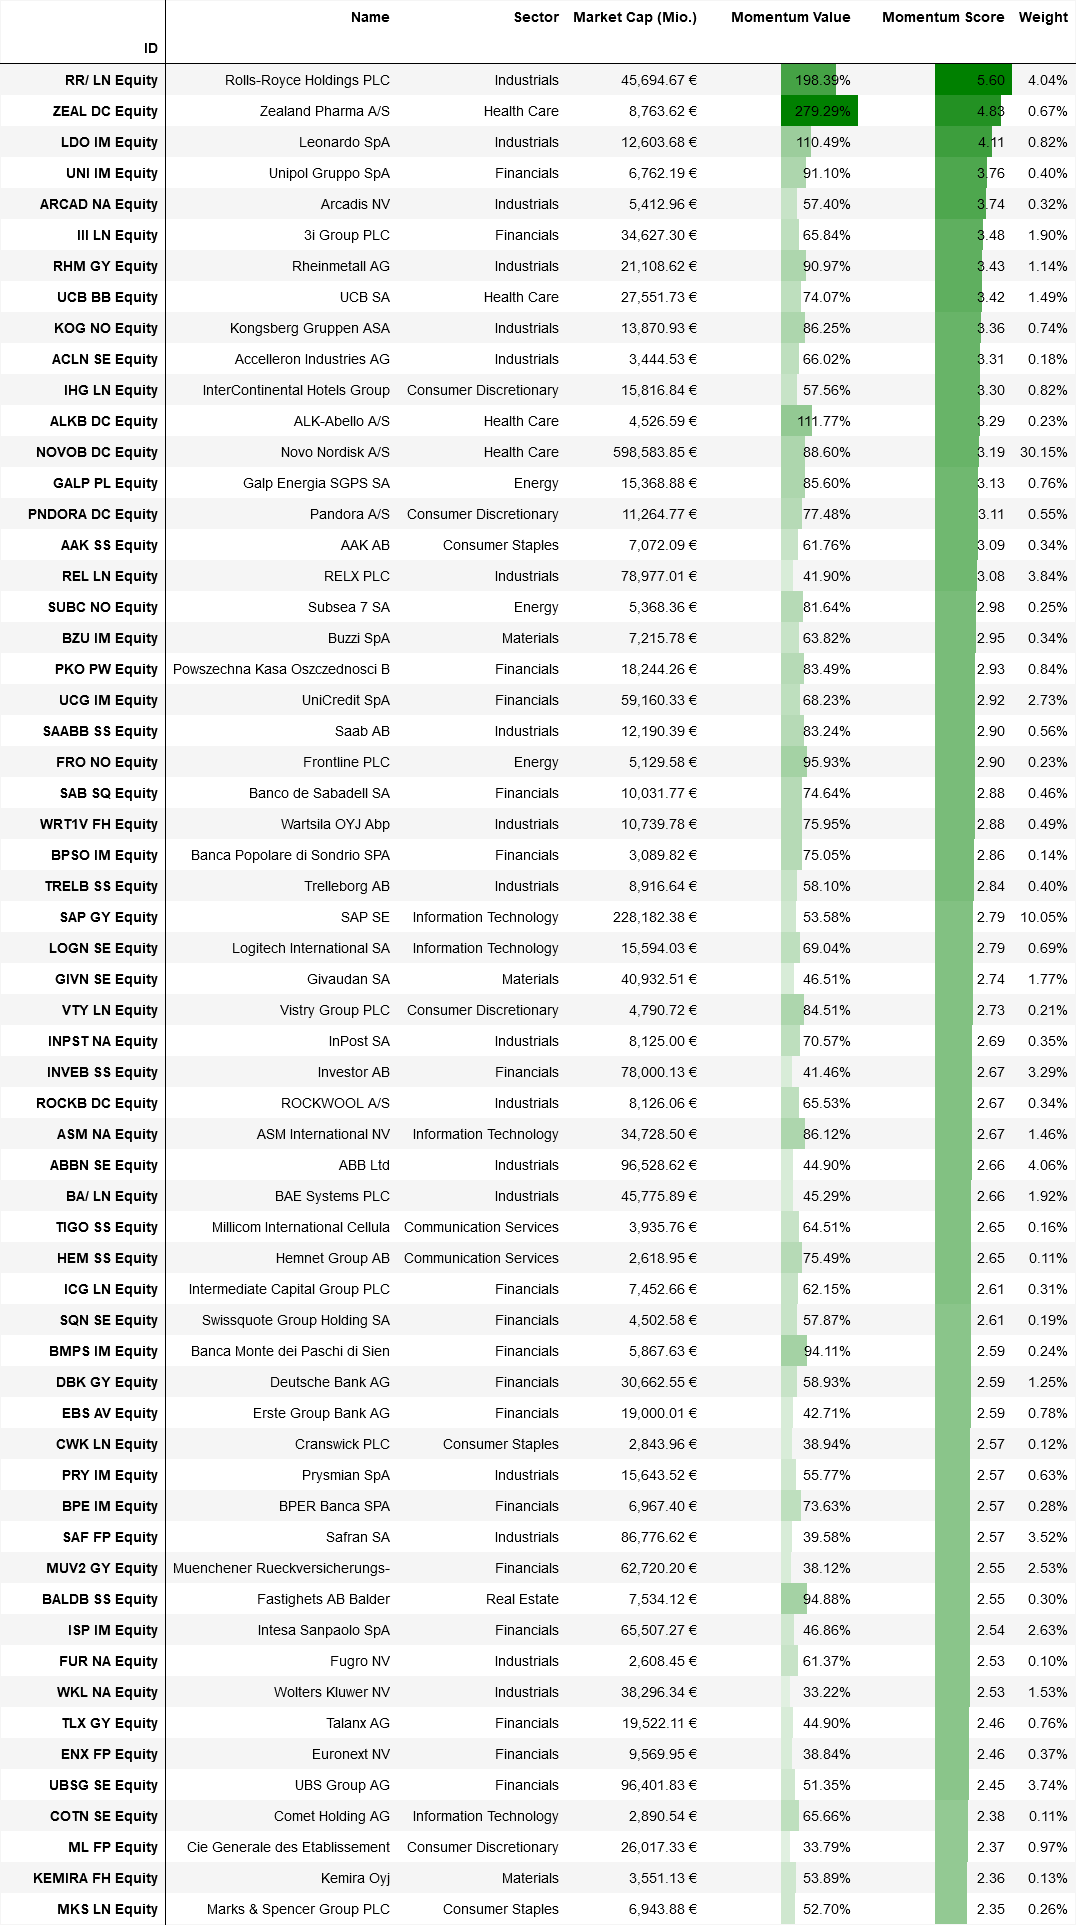 Name Sector Market Cap (Mio.) Momentum Value Momentum Score Weight
ID
RR/ LN Equity Rolls-Royce Holdings PLC Industrials 45,694.67 € 198.39% 5.60 4.04%
ZEAL DC Equity Zealand Pharma A/S Health Care 8,763.62 € 279.29% 4.83 0.67%
LDO IM Equity Leonardo SpA Industrials 12,603.68 € 110.49% 4.11 0.82%
UNI IM Equity Unipol Gruppo SpA Financials 6,762.19 € 91.10% 3.76 0.40%
ARCAD NA Equity Arcadis NV Industrials 5,412.96 € 57.40% 3.74 0.32%
III LN Equity 3i Group PLC Financials 34,627.30 € 65.84% 3.48 1.90%
RHM GY Equity Rheinmetall AG Industrials 21,108.62 € 90.97% 3.43 1.14%
UCB BB Equity UCB SA Health Care 27,551.73 € 74.07% 3.42 1.49%
KOG NO Equity Kongsberg Gruppen ASA Industrials 13,870.93 € 86.25% 3.36 0.74%
ACLN SE Equity Accelleron Industries AG Industrials 3,444.53 € 66.02% 3.31 0.18%
IHG LN Equity InterContinental Hotels Group Consumer Discretionary 15,816.84 € 57.56% 3.30 0.82%
ALKB DC Equity ALK-Abello A/S Health Care 4,526.59 € 111.77% 3.29 0.23%
NOVOB DC Equity Novo Nordisk A/S Health Care 598,583.85 € 88.60% 3.19 30.15%
GALP PL Equity Galp Energia SGPS SA Energy 15,368.88 € 85.60% 3.13 0.76%
PNDORA DC Equity Pandora A/S Consumer Discretionary 11,264.77 € 77.48% 3.11 0.55%
AAK SS Equity AAK AB Consumer Staples 7,072.09 € 61.76% 3.09 0.34%
REL LN Equity RELX PLC Industrials 78,977.01 € 41.90% 3.08 3.84%
SUBC NO Equity Subsea 7 SA Energy 5,368.36 € 81.64% 2.98 0.25%
BZU IM Equity Buzzi SpA Materials 7,215.78 € 63.82% 2.95 0.34%
PKO PW Equity Powszechna Kasa Oszczednosci B Financials 18,244.26 € 83.49% 2.93 0.84%
UCG IM Equity UniCredit SpA Financials 59,160.33 € 68.23% 2.92 2.73%
SAABB SS Equity Saab AB Industrials 12,190.39 € 83.24% 2.90 0.56%
FRO NO Equity Frontline PLC Energy 5,129.58 € 95.93% 2.90 0.23%
SAB SQ Equity Banco de Sabadell SA Financials 10,031.77 € 74.64% 2.88 0.46%
WRT1V FH Equity Wartsila OYJ Abp Industrials 10,739.78 € 75.95% 2.88 0.49%
BPSO IM Equity Banca Popolare di Sondrio SPA Financials 3,089.82 € 75.05% 2.86 0.14%
TRELB SS Equity Trelleborg AB Industrials 8,916.64 € 58.10% 2.84 0.40%
SAP GY Equity SAP SE Information Technology 228,182.38 € 53.58% 2.79 10.05%
LOGN SE Equity Logitech International SA Information Technology 15,594.03 € 69.04% 2.79 0.69%
GIVN SE Equity Givaudan SA Materials 40,932.51 € 46.51% 2.74 1.77%
VTY LN Equity Vistry Group PLC Consumer Discretionary 4,790.72 € 84.51% 2.73 0.21%
INPST NA Equity InPost SA Industrials 8,125.00 € 70.57% 2.69 0.35%
INVEB SS Equity Investor AB Financials 78,000.13 € 41.46% 2.67 3.29%
ROCKB DC Equity ROCKWOOL A/S Industrials 8,126.06 € 65.53% 2.67 0.34%
ASM NA Equity ASM International NV Information Technology 34,728.50 € 86.12% 2.67 1.46%
ABBN SE Equity ABB Ltd Industrials 96,528.62 € 44.90% 2.66 4.06%
BA/ LN Equity BAE Systems PLC Industrials 45,775.89 € 45.29% 2.66 1.92%
TIGO SS Equity Millicom International Cellula Communication Services 3,935.76 € 64.51% 2.65 0.16%
HEM SS Equity Hemnet Group AB Communication Services 2,618.95 € 75.49% 2.65 0.11%
ICG LN Equity Intermediate Capital Group PLC Financials 7,452.66 € 62.15% 2.61 0.31%
SQN SE Equity Swissquote Group Holding SA Financials 4,502.58 € 57.87% 2.61 0.19%
BMPS IM Equity Banca Monte dei Paschi di Sien Financials 5,867.63 € 94.11% 2.59 0.24%
DBK GY Equity Deutsche Bank AG Financials 30,662.55 € 58.93% 2.59 1.25%
EBS AV Equity Erste Group Bank AG Financials 19,000.01 € 42.71% 2.59 0.78%
CWK LN Equity Cranswick PLC Consumer Staples 2,843.96 € 38.94% 2.57 0.12%
PRY IM Equity Prysmian SpA Industrials 15,643.52 € 55.77% 2.57 0.63%
BPE IM Equity BPER Banca SPA Financials 6,967.40 € 73.63% 2.57 0.28%
SAF FP Equity Safran SA Industrials 86,776.62 € 39.58% 2.57 3.52%
MUV2 GY Equity Muenchener Rueckversicherungs- Financials 62,720.20 € 38.12% 2.55 2.53%
BALDB SS Equity Fastighets AB Balder Real Estate 7,534.12 € 94.88% 2.55 0.30%
ISP IM Equity Intesa Sanpaolo SpA Financials 65,507.27 € 46.86% 2.54 2.63%
FUR NA Equity Fugro NV Industrials 2,608.45 € 61.37% 2.53 0.10%
WKL NA Equity Wolters Kluwer NV Industrials 38,296.34 € 33.22% 2.53 1.53%
TLX GY Equity Talanx AG Financials 19,522.11 € 44.90% 2.46 0.76%
ENX FP Equity Euronext NV Financials 9,569.95 € 38.84% 2.46 0.37%
UBSG SE Equity UBS Group AG Financials 96,401.83 € 51.35% 2.45 3.74%
COTN SE Equity Comet Holding AG Information Technology 2,890.54 € 65.66% 2.38 0.11%
ML FP Equity Cie Generale des Etablissement Consumer Discretionary 26,017.33 € 33.79% 2.37 0.97%
KEMIRA FH Equity Kemira Oyj Materials 3,551.13 € 53.89% 2.36 0.13%
MKS LN Equity Marks & Spencer Group PLC Consumer Staples 6,943.88 € 52.70% 2.35 0.26%